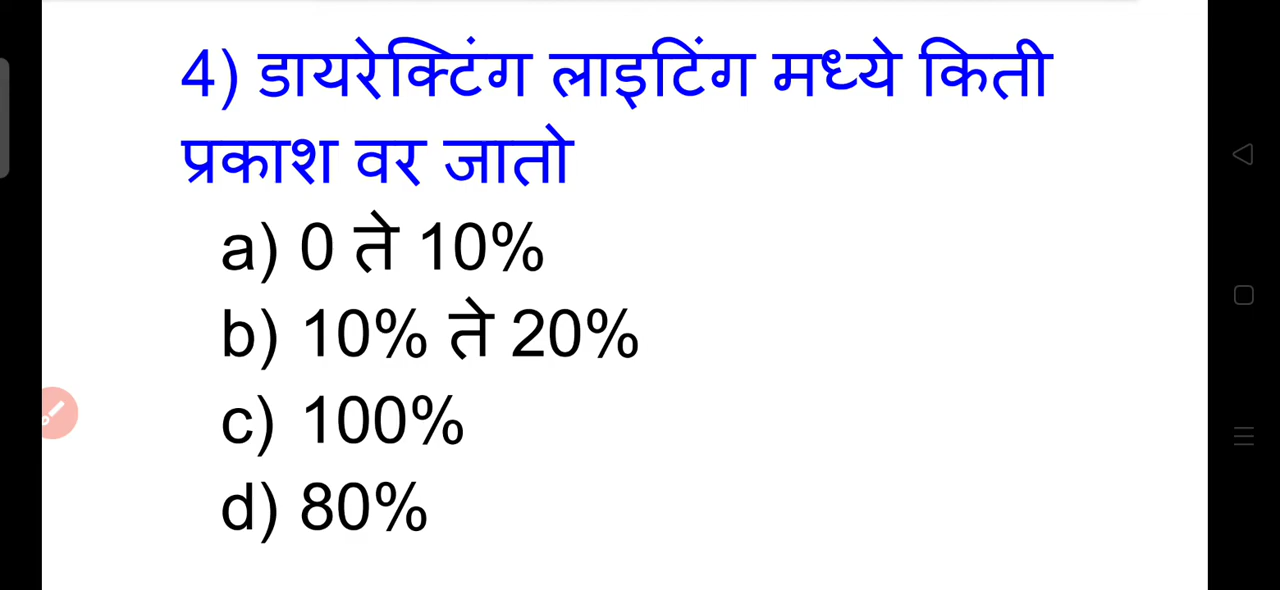 4) डायरेक्टिंग लाइटिंग मध्ये किती
प्रकाश वर जातो
a) 0 ते 10%
b) 10% ते 20%
c) 100%
d) 80%